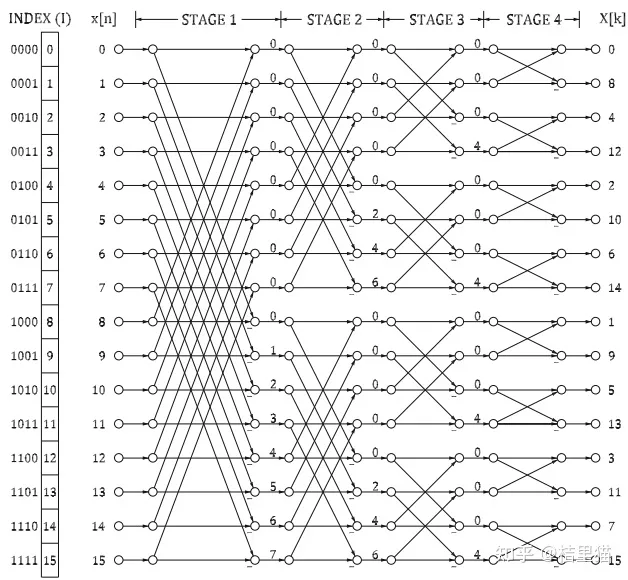 INDEX (I) x[n] STAGE 1 STAGE 2 STAGE 3 STAGE 4 X[k]
0000 0 0 0 0 0 0
0001 1 1 0 0 0 8
0010 2 2 0 0 0 4
0011 3 3 0 0 4 12
0100 4 4 0 0 0 2
0101 5 5 0 2 0 10
0110 6 6 0 4 0 6
0111 7 7 0 6 4 14
1000 8 8 0 0 0 1
1001 9 9 1 0 0 9
1010 10 10 2 0 0 5
1011 11 11 3 0 4 13
1100 12 12 4 0 0 3
1101 13 13 5 2 0 11
1110 14 14 6 4 0 7
1111 15 15 7 6 4 15
知乎 @桔里猫